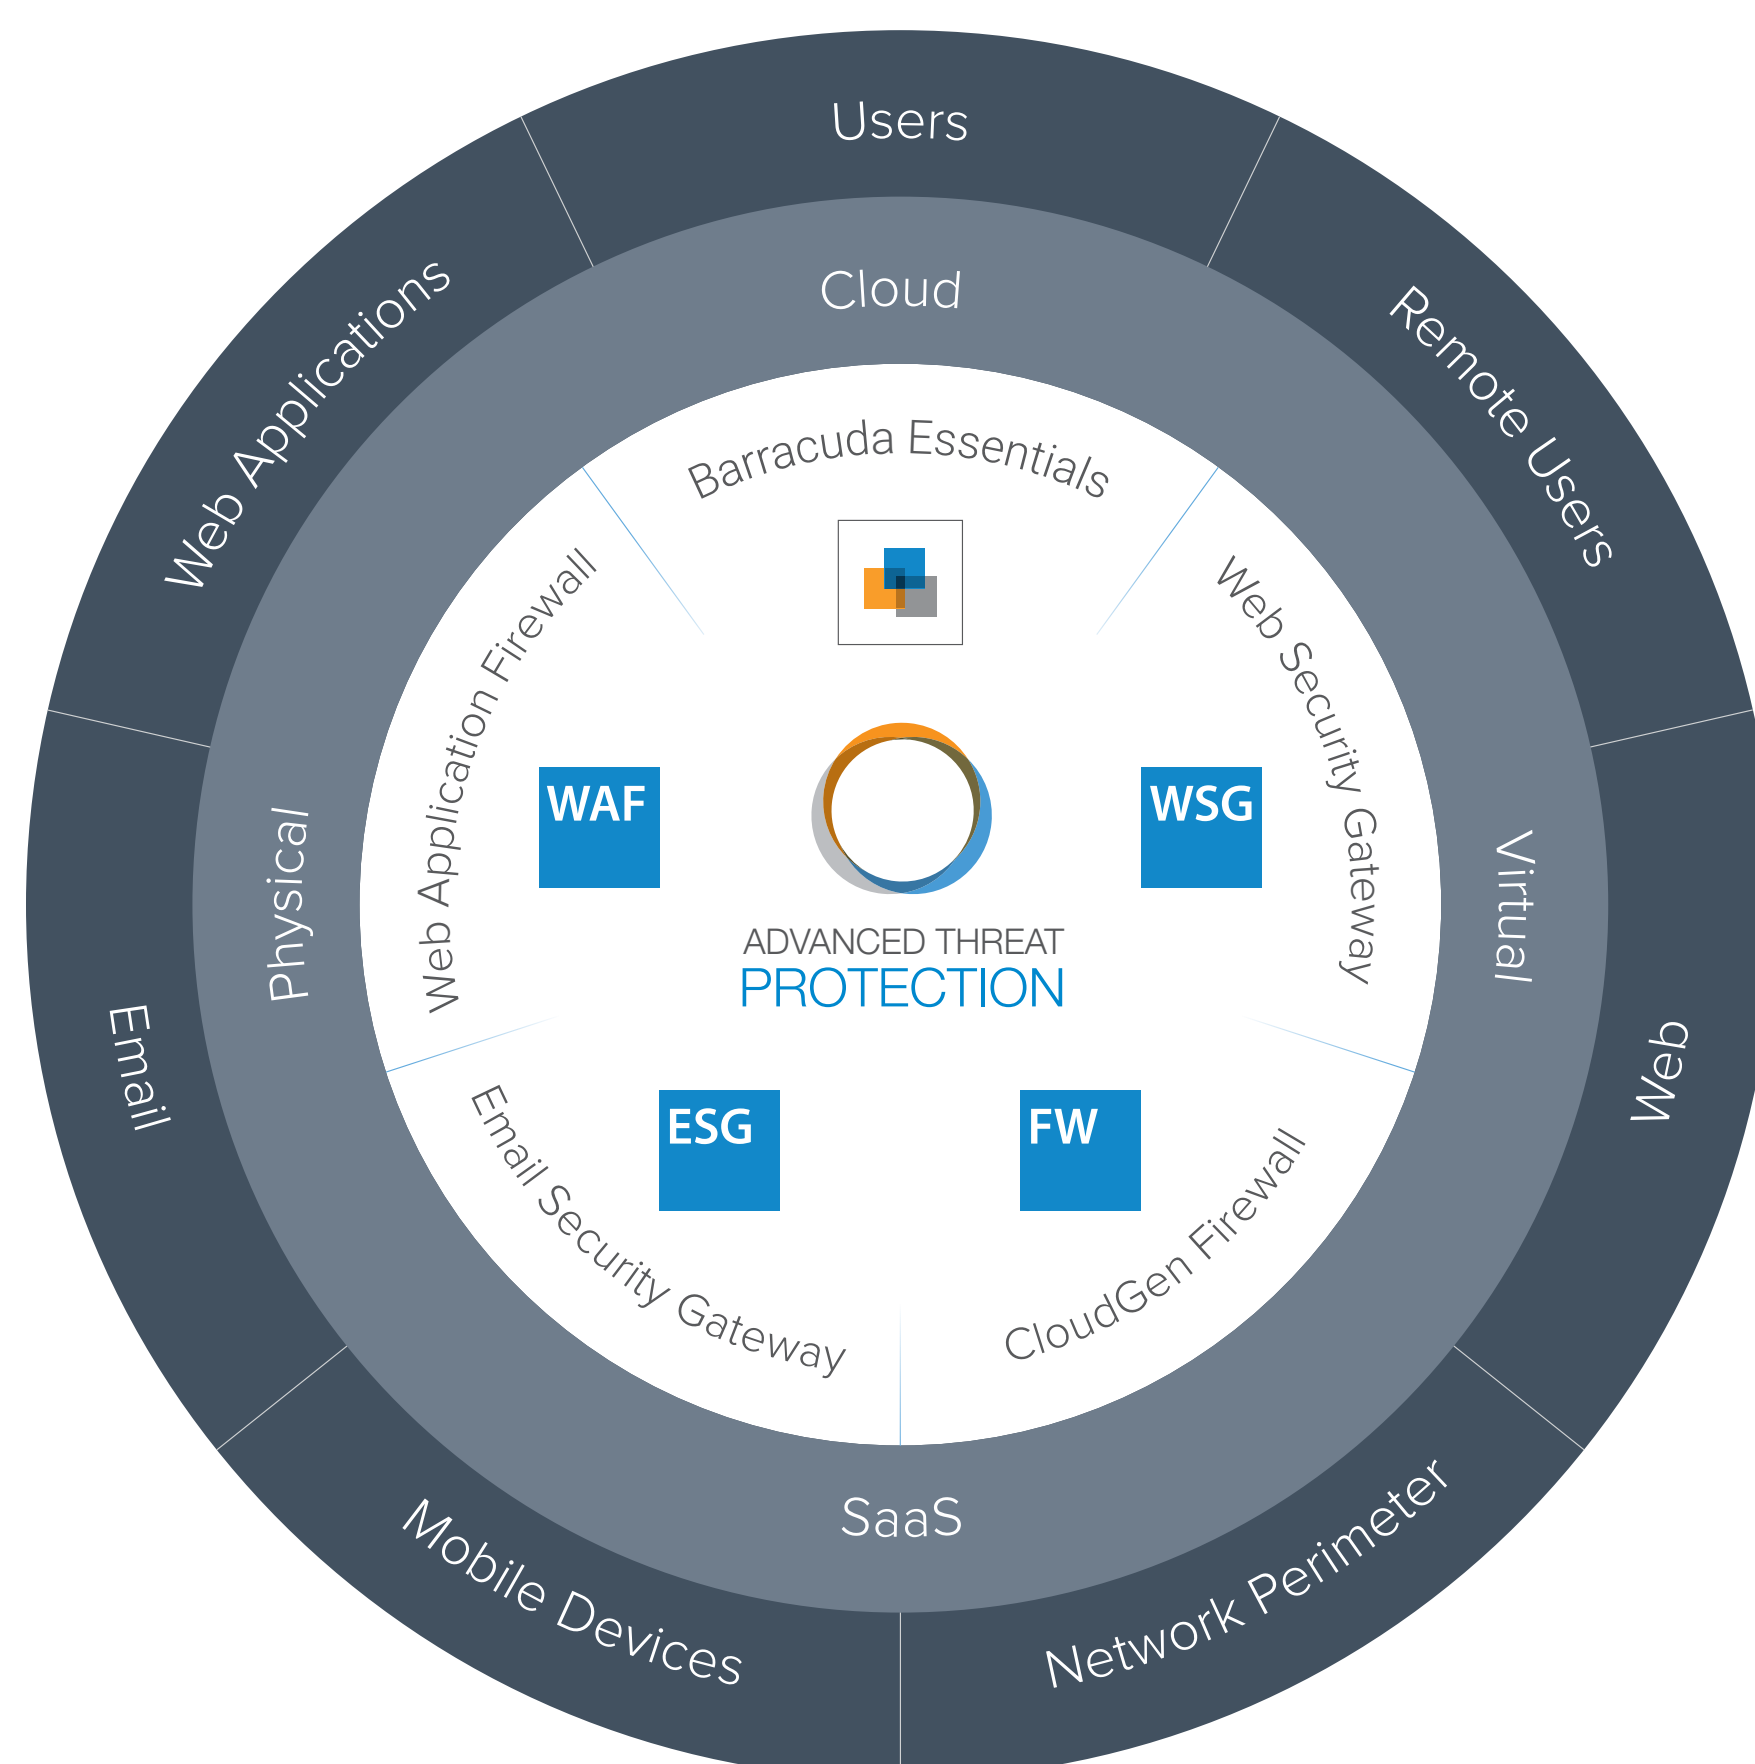 Users
Remote Users
Web
Network Perimeter
Mobile Devices
Email
Web Applications
Cloud
Virtual
SaaS
Physical
Barracuda Essentials
Web Security Gateway
WSG
CloudGen Firewall
FW
Email Security Gateway
ESG
Web Application Firewall
WAF
ADVANCED THREAT
PROTECTION